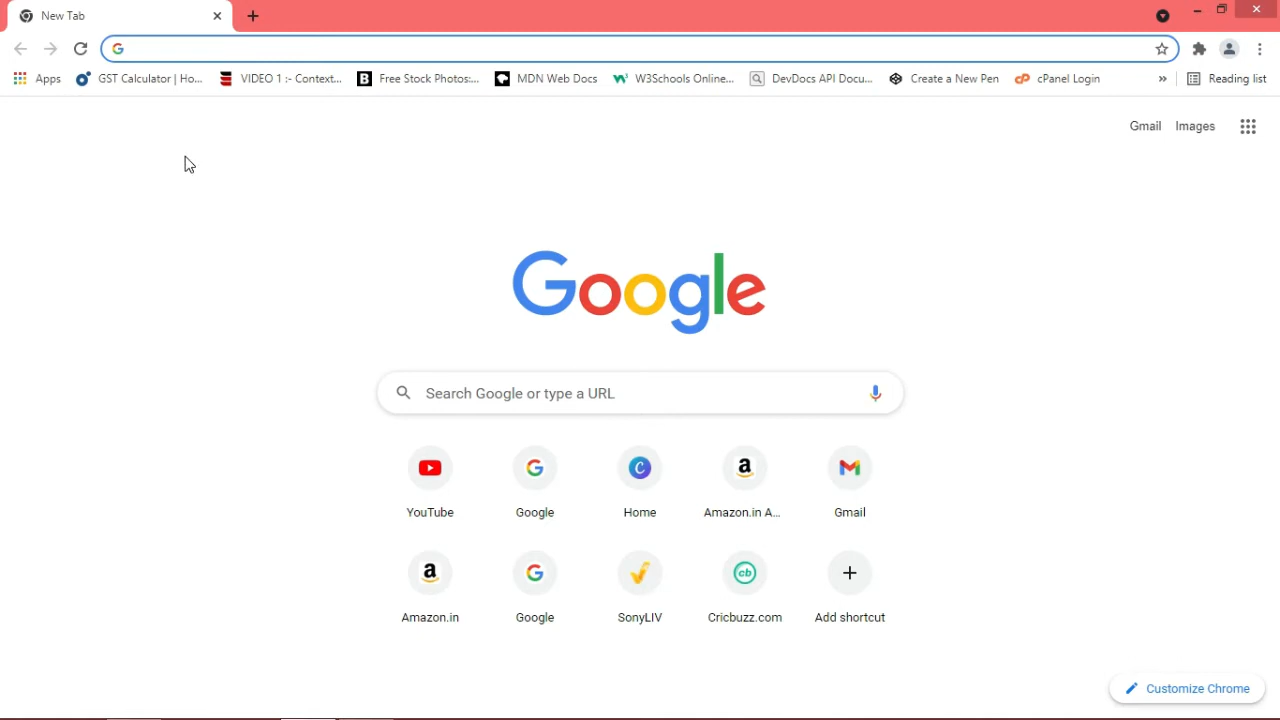 New Tab
Apps GST Calculator | Ho... VIDEO 1 :- Context... Free Stock Photos:... MDN Web Docs W3Schools Online... DevDocs API Docu... Create a New Pen cPanel Login » Reading list
Gmail Images
Google
Search Google or type a URL
YouTube Google Home Amazon.in A... Gmail
Amazon.in Google SonyLIV Cricbuzz.com Add shortcut
Customize Chrome